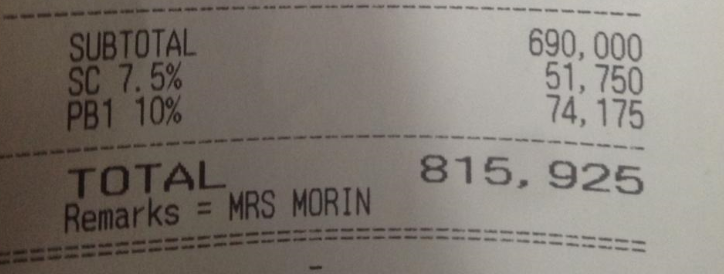 SUBTOTAL 690,000
SC 7.5% 51,750
PB1 10% 74,175
TOTAL 815,925
Remarks = MRS MORIN